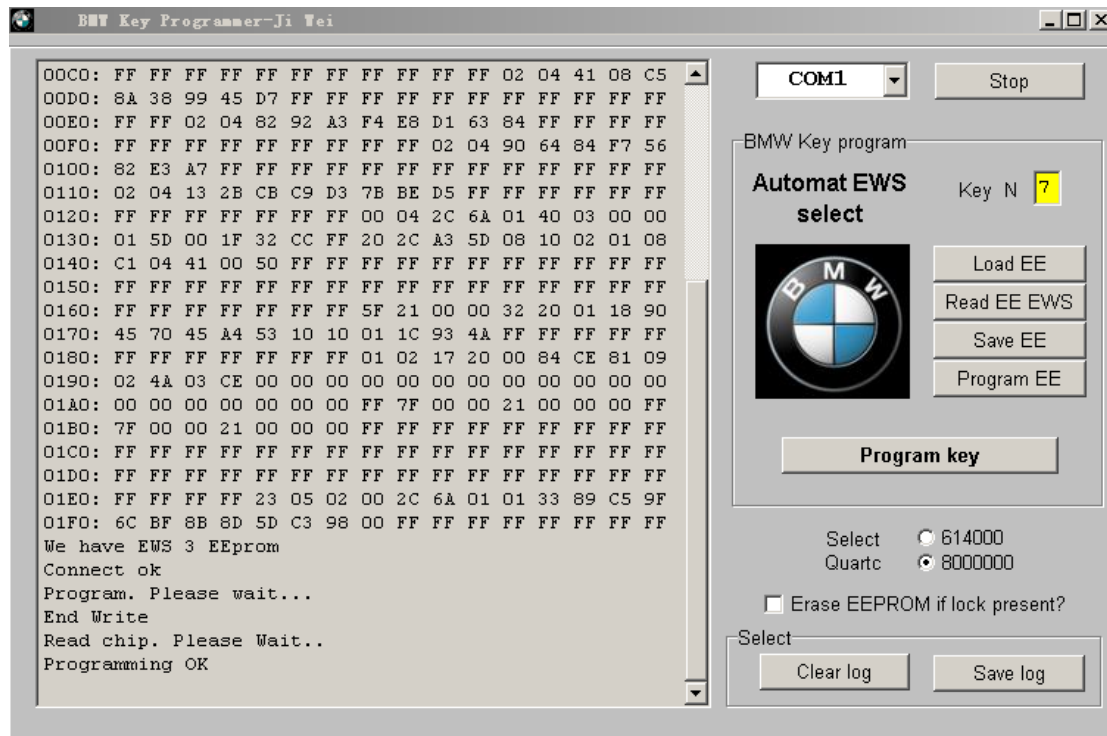 BMW Key Programmer-Ji Wei
00C0: FF FF FF FF FF FF FF FF FF FF FF 02 04 41 08 C5
00D0: 8A 38 99 45 D7 FF FF FF FF FF FF FF FF FF FF FF
00E0: FF FF 02 04 82 92 A3 F4 E8 D1 63 84 FF FF FF FF
00F0: FF FF FF FF FF FF FF FF FF 02 04 90 64 84 F7 56
0100: 82 E3 A7 FF FF FF FF FF FF FF FF FF FF FF FF FF
0110: 02 04 13 2B CB C9 D3 7B BE D5 FF FF FF FF FF FF
0120: FF FF FF FF FF FF FF 00 04 2C 6A 01 40 03 00 00
0130: 01 5D 00 1F 32 CC FF 20 2C A3 5D 08 10 02 01 08
0140: C1 04 41 00 50 FF FF FF FF FF FF FF FF FF FF FF
0150: FF FF FF FF FF FF FF FF FF FF FF FF FF FF FF FF
0160: FF FF FF FF FF FF FF 5F 21 00 00 32 20 01 18 90
0170: 45 70 45 A4 53 10 10 01 1C 93 4A FF FF FF FF FF
0180: FF FF FF FF FF FF FF 01 02 17 20 00 84 CE 81 09
0190: 02 4A 03 CE 00 00 00 00 00 00 00 00 00 00 00 00
01A0: 00 00 00 00 00 00 00 FF 7F 00 00 21 00 00 00 FF
01B0: 7F 00 00 21 00 00 00 FF FF FF FF FF FF FF FF FF
01C0: FF FF FF FF FF FF FF FF FF FF FF FF FF FF FF FF
01D0: FF FF FF FF FF FF FF FF FF FF FF FF FF FF FF FF
01E0: FF FF FF FF 23 05 02 00 2C 6A 01 01 33 89 C5 9F
01F0: 6C BF 8B 8D 5D C3 98 00 FF FF FF FF FF FF FF FF
We have EWS 3 EEprom
Connect ok
Program. Please wait...
End Write
Read chip. Please Wait..
Programming OK
COM1
Stop
BMW Key program
Automat EWS
select
Key N 7
BMW
Load EE
Read EE EWS
Save EE
Program EE
Program key
Select
Quartc
614000
8000000
Erase EEPROM if lock present?
Select
Clear log
Save log